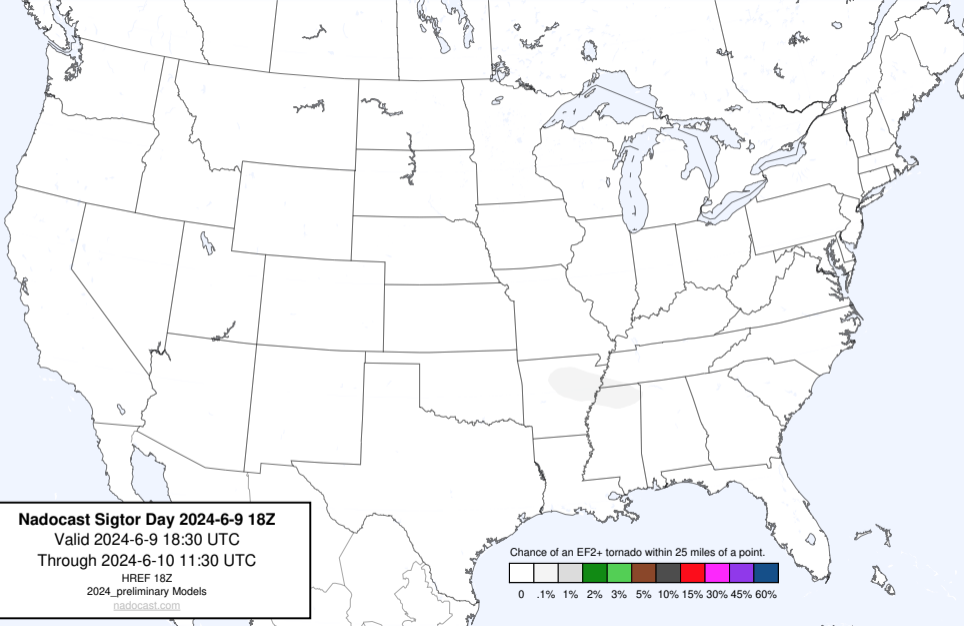 Nadocast Sigtor Day 2024-6-9 18Z
Valid 2024-6-9 18:30 UTC
Through 2024-6-10 11:30 UTC
HREF 18Z
2024_preliminary Models
nadocast.com
Chance of an EF2+ tornado within 25 miles of a point.
0 .1% 1% 2% 3% 5% 10% 15% 30% 45% 60%